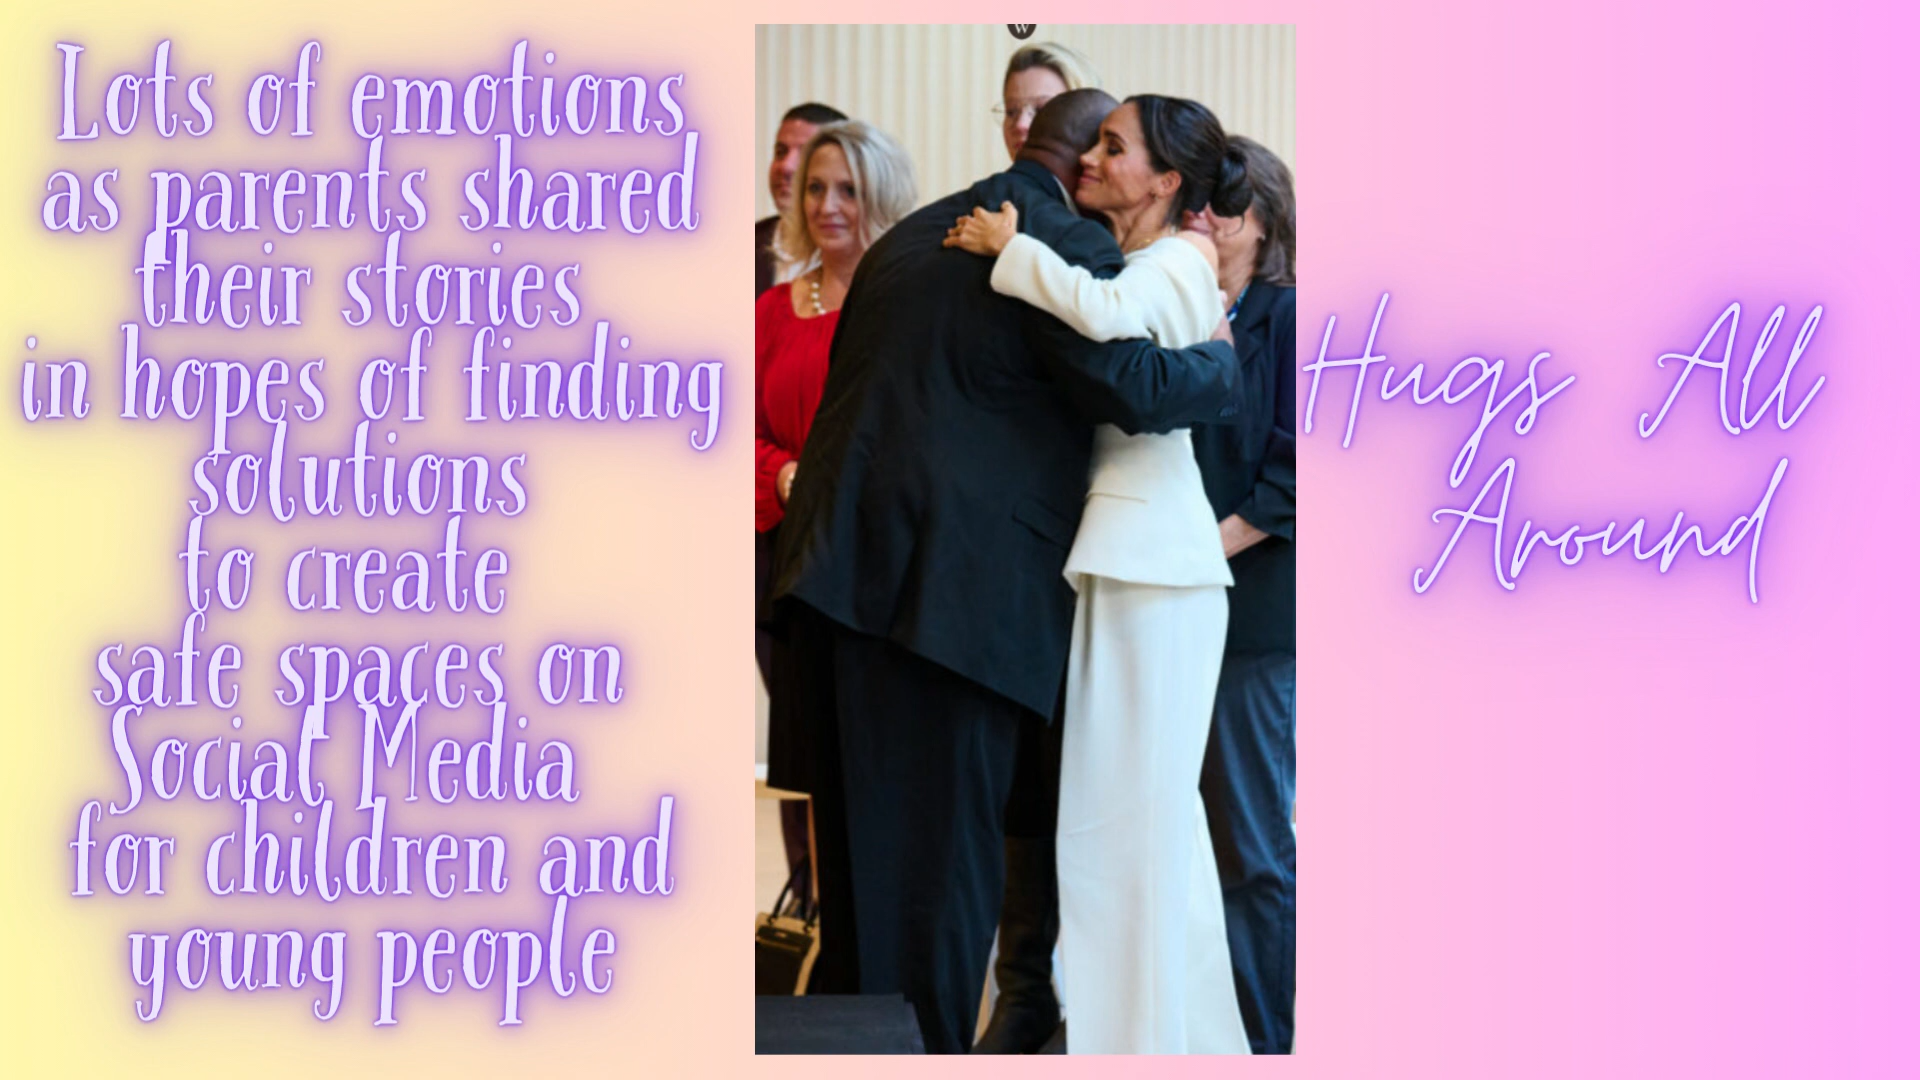 Lots of emotions
as parents shared
their stories
in hopes of finding
solutions
to create
safe spaces on
Social Media
for children and
young people
W
Hugs All
Around